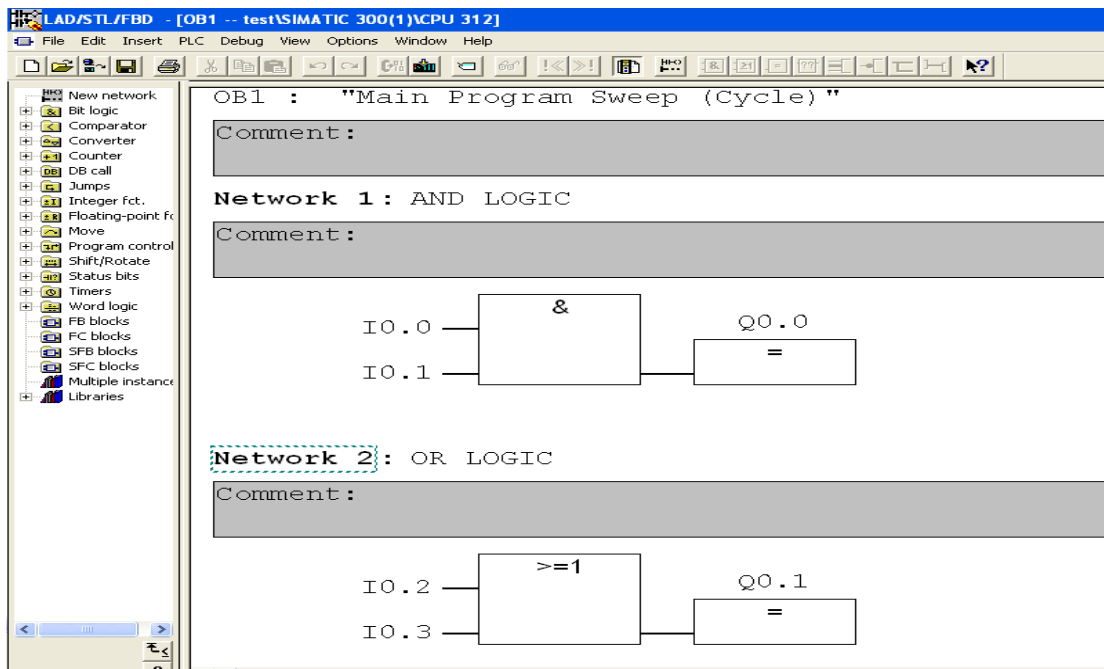 LAD/STL/FBD - [OB1 -- test\SIMATIC 300(1)\CPU 312]
File Edit Insert PLC Debug View Options Window Help
New network
Bit logic
Comparator
Converter
Counter
DB call
Jumps
Integer fct.
Floating-point fc
Move
Program control
Shift/Rotate
Status bits
Timers
Word logic
FB blocks
FC blocks
SFB blocks
SFC blocks
Multiple instance
Libraries
OB1 : "Main Program Sweep (Cycle)"
Comment:
Network 1: AND LOGIC
Comment:
&
I0.0
I0.1
Q0.0
=
Network 2: OR LOGIC
Comment:
>=1
I0.2
I0.3
Q0.1
=